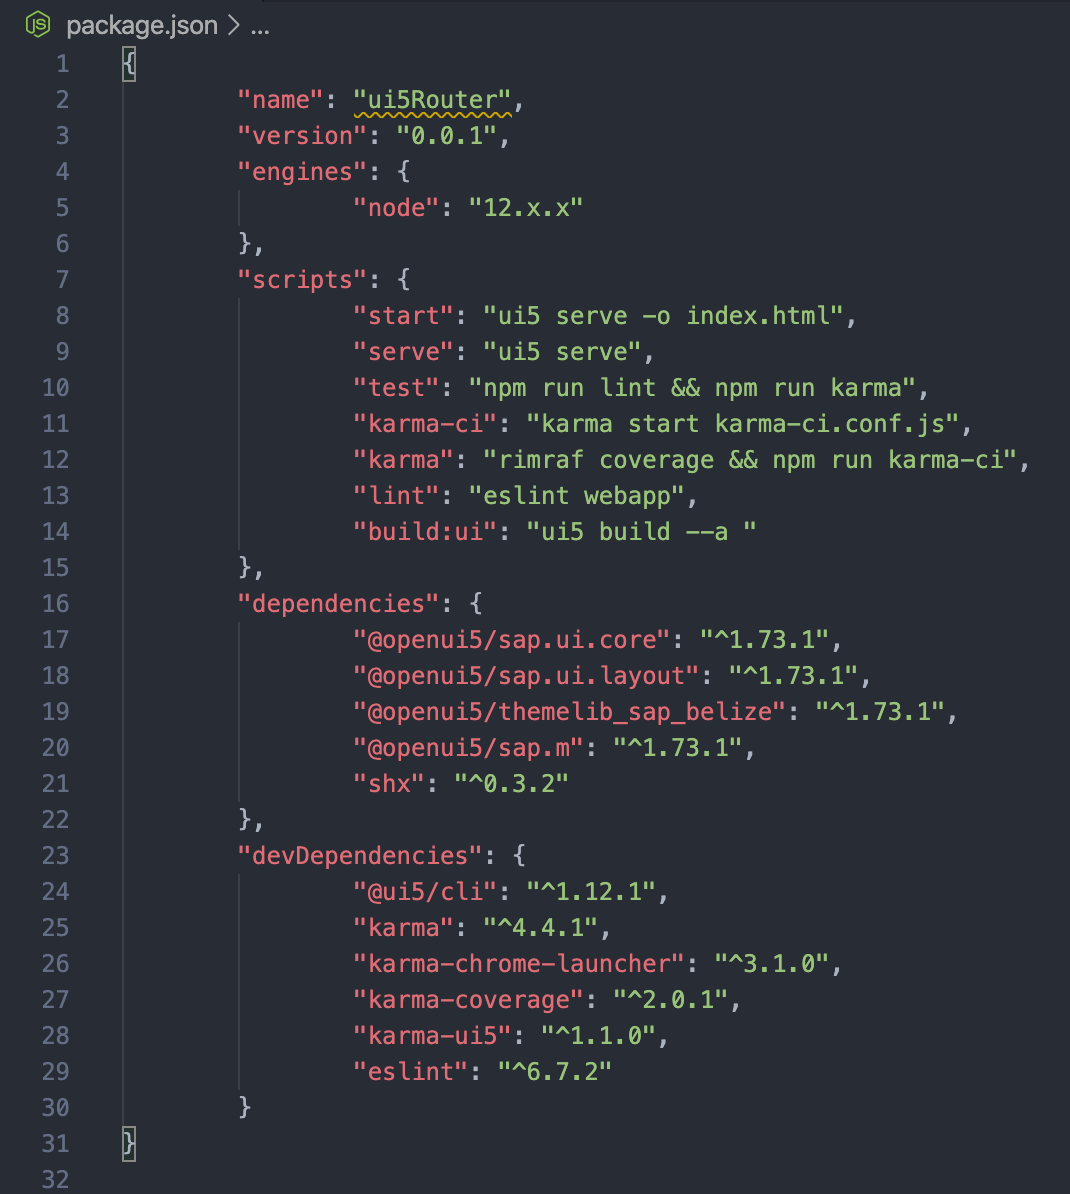 package.json > ...
1 {
2 "name": "ui5Router",
3 "version": "0.0.1",
4 "engines": {
5 "node": "12.x.x"
6 },
7 "scripts": {
8 "start": "ui5 serve -o index.html",
9 "serve": "ui5 serve",
10 "test": "npm run lint && npm run karma",
11 "karma-ci": "karma start karma-ci.conf.js",
12 "karma": "rimraf coverage && npm run karma-ci",
13 "lint": "eslint webapp",
14 "build:ui": "ui5 build --a "
15 },
16 "dependencies": {
17 "@openui5/sap.ui.core": "^1.73.1",
18 "@openui5/sap.ui.layout": "^1.73.1",
19 "@openui5/themelib_sap_belize": "^1.73.1",
20 "@openui5/sap.m": "^1.73.1",
21 "shx": "^0.3.2"
22 },
23 "devDependencies": {
24 "@ui5/cli": "^1.12.1",
25 "karma": "^4.4.1",
26 "karma-chrome-launcher": "^3.1.0",
27 "karma-coverage": "^2.0.1",
28 "karma-ui5": "^1.1.0",
29 "eslint": "^6.7.2"
30 }
31 }
32